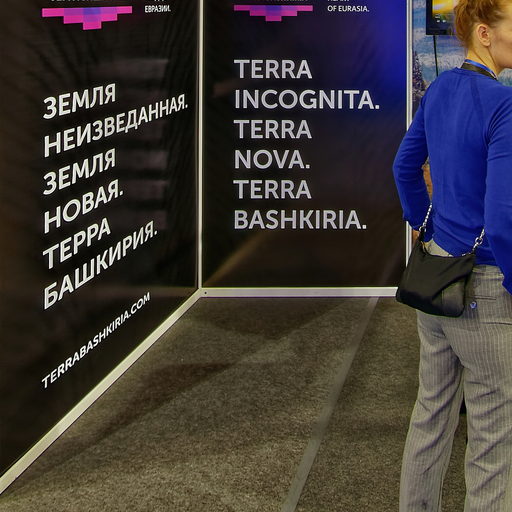 ЕВРАЗИИ.
ЗЕМЛЯ
НЕИЗВЕДАННАЯ.
ЗЕМЛЯ
НОВАЯ.
ТЕРРА
БАШКИРИЯ.
TERRABASHKIRIA.COM
OF EURASIA.
TERRA
INCOGNITA.
TERRA
NOVA.
TERRA
BASHKIRIA.